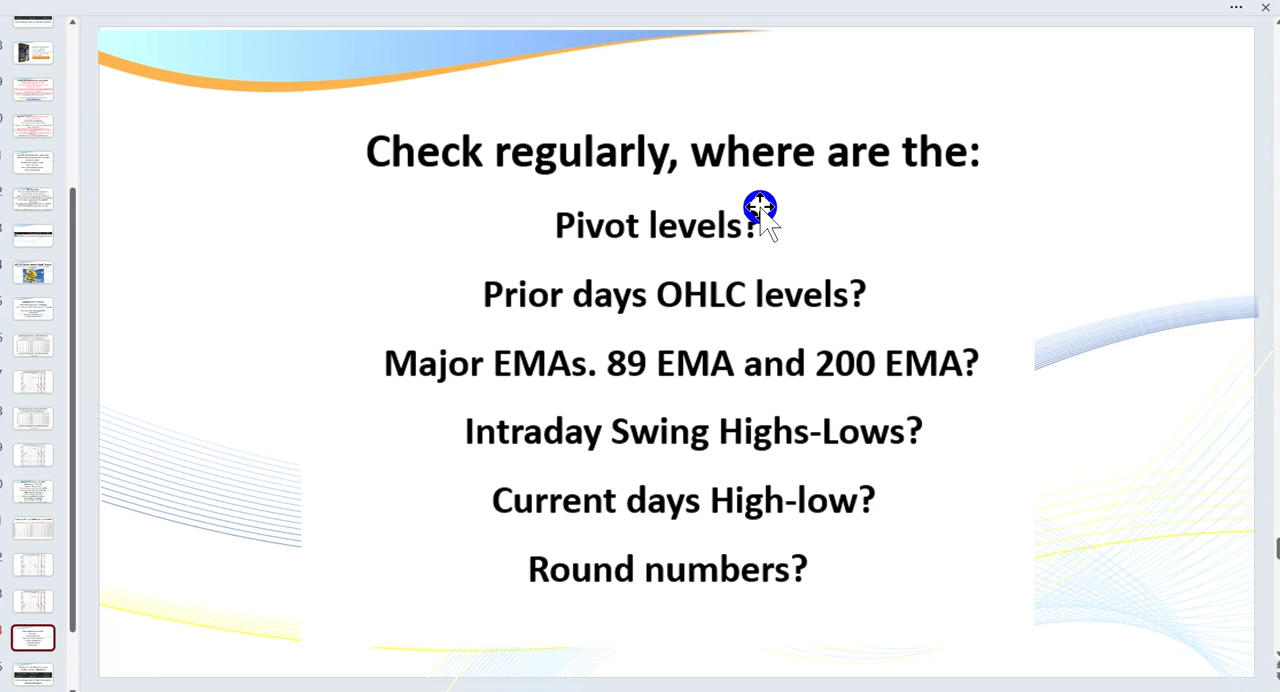 Check regularly, where are the:
Pivot levels?
Prior days OHLC levels?
Major EMAs. 89 EMA and 200 EMA?
Intraday Swing Highs-Lows?
Current days High-low?
Round numbers?